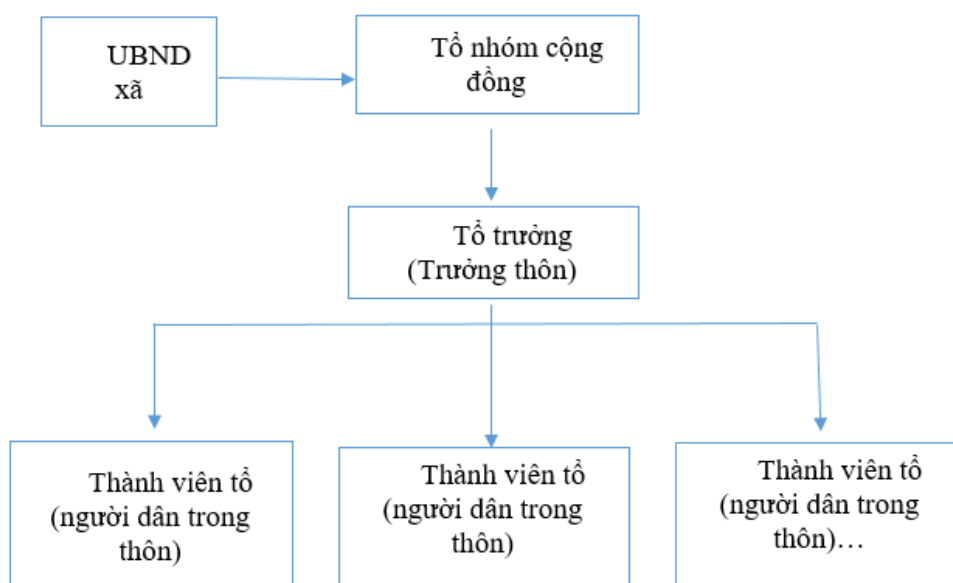 UBND
xã
Tổ nhóm cộng
đồng
Tổ trưởng
(Trưởng thôn)
Thành viên tổ
(người dân trong
thôn)
Thành viên tổ
(người dân trong
thôn)
Thành viên tổ
(người dân trong
thôn)…